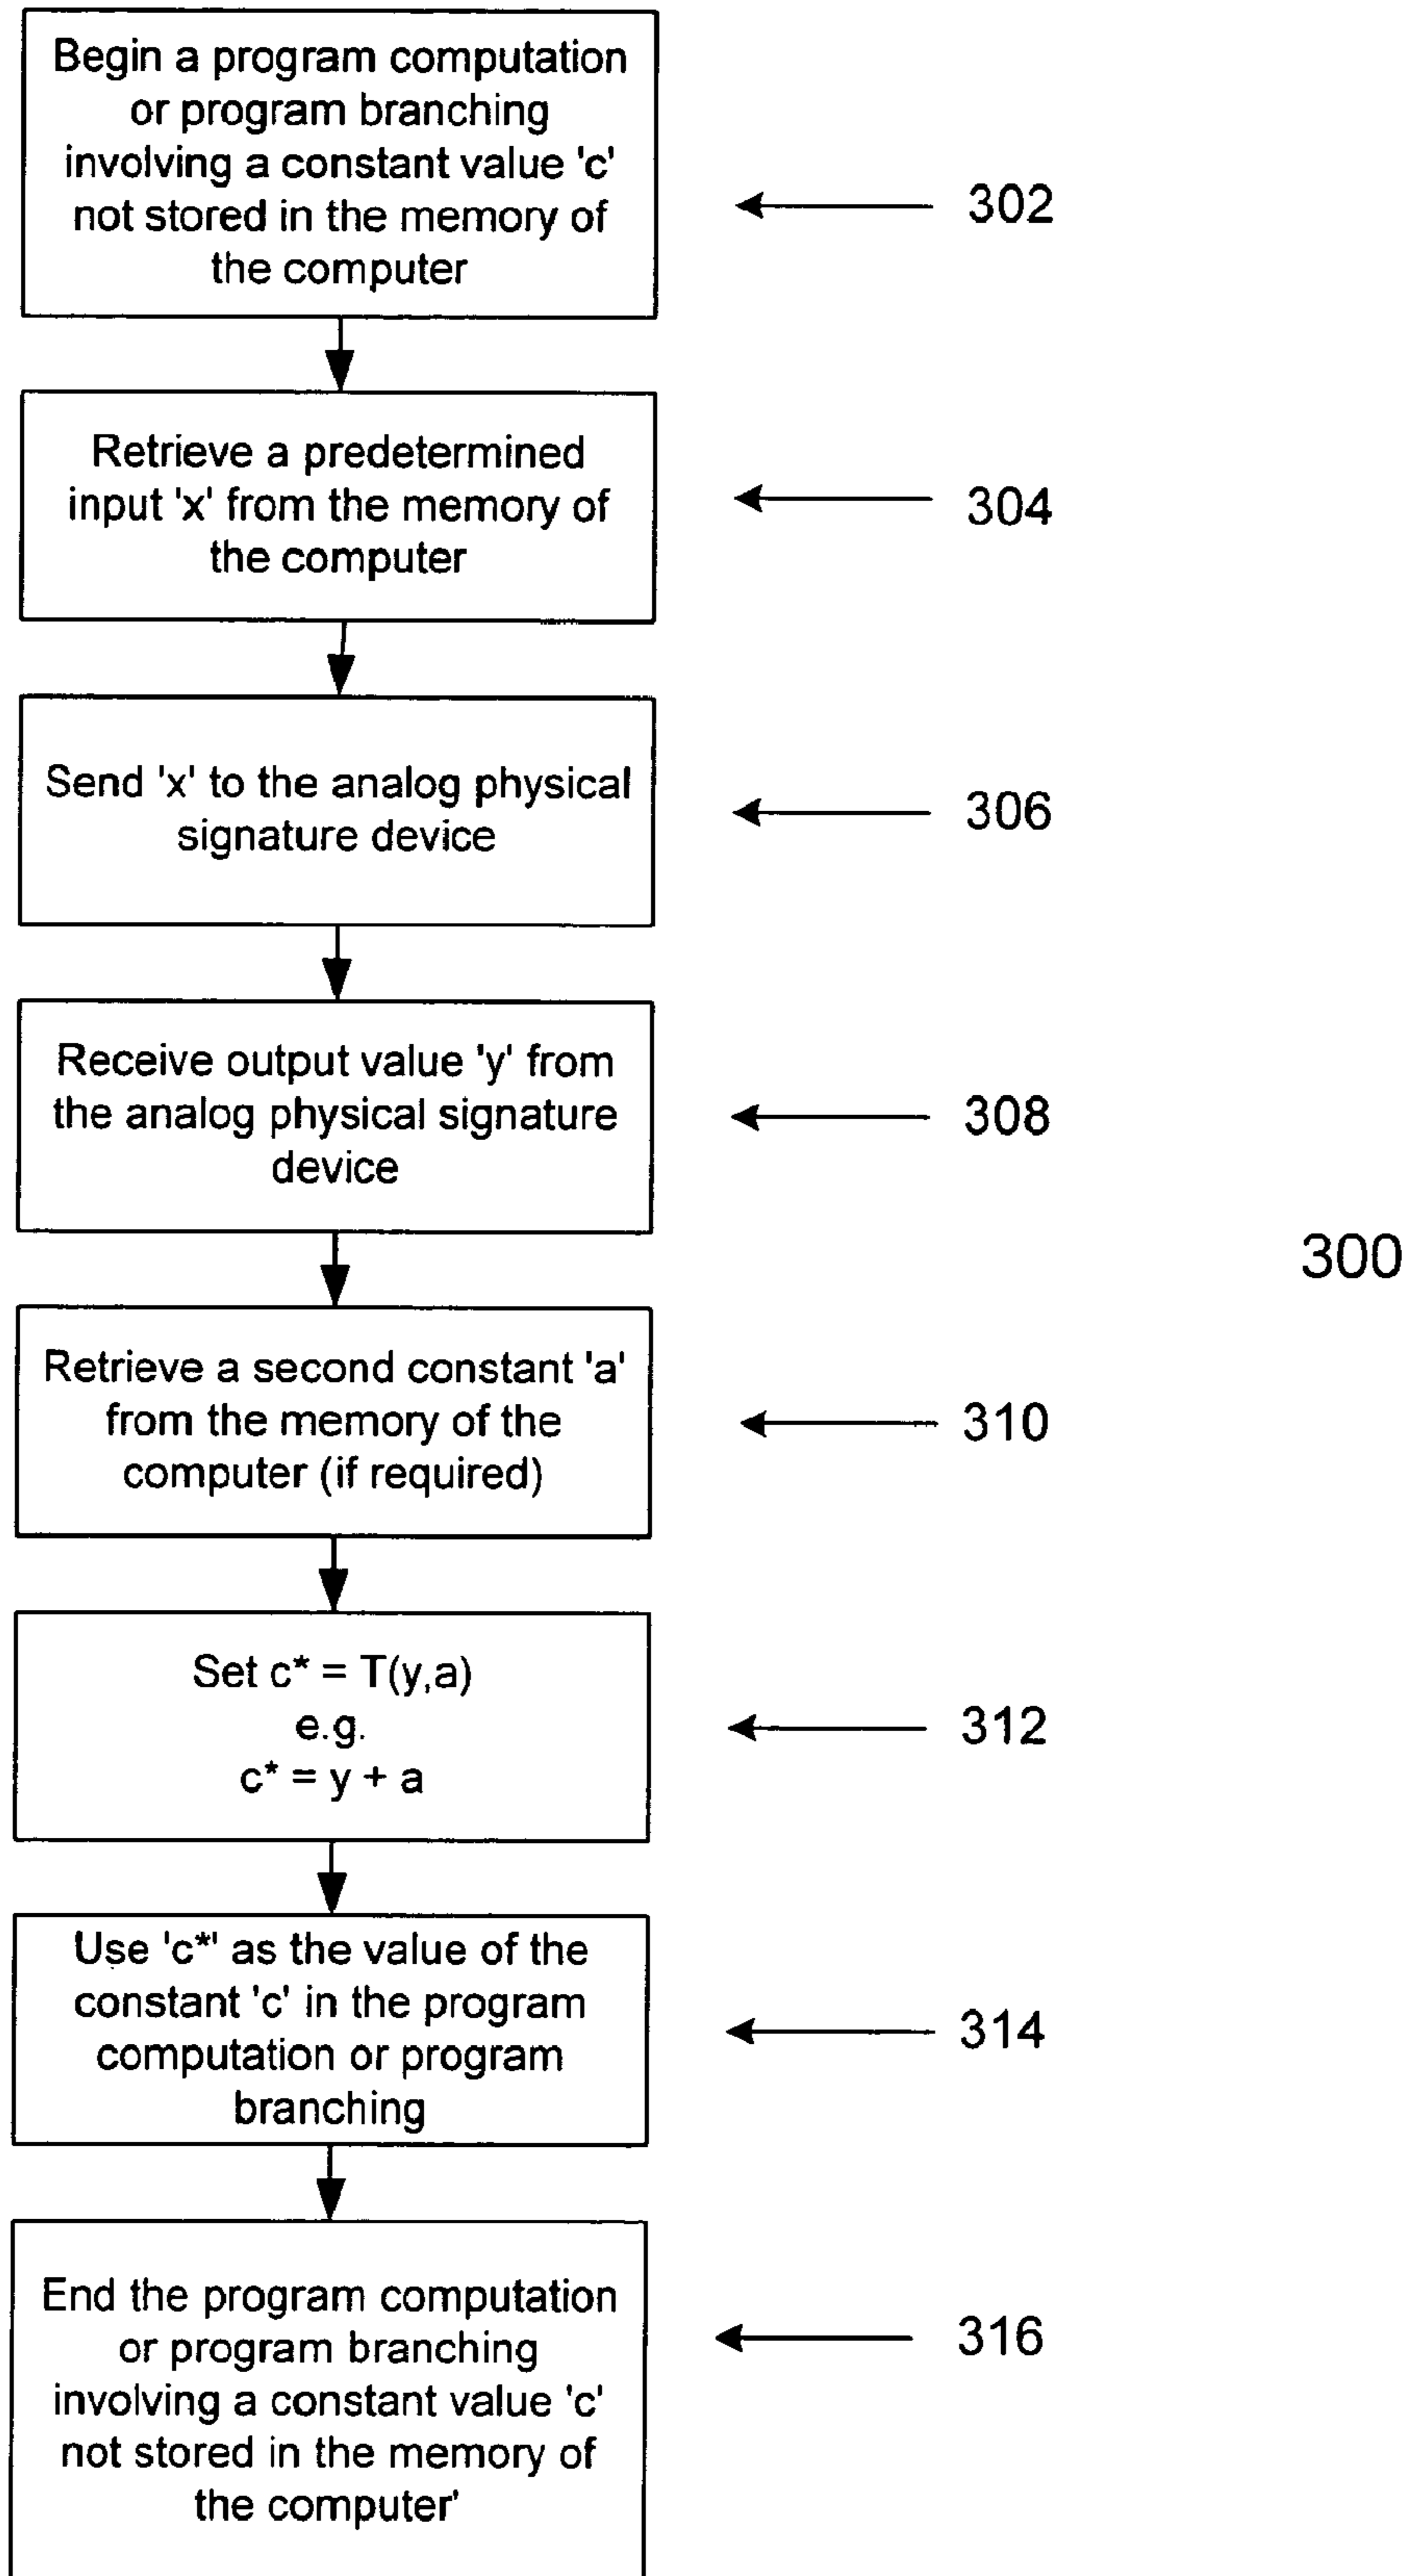 Begin a program computation
or program branching
involving a constant value 'c'
not stored in the memory of
the computer
302
Retrieve a predetermined
input 'x' from the memory of
the computer
304
Send 'x' to the analog physical
signature device
306
Receive output value 'y' from
the analog physical signature
device
308
300
Retrieve a second constant 'a'
from the memory of the
computer (if required)
310
Set c* = T(y,a)
e.g.
c* = y + a
312
Use 'c*' as the value of the
constant 'c' in the program
computation or program
branching
314
End the program computation
or program branching
involving a constant value 'c'
not stored in the memory of
the computer'
316